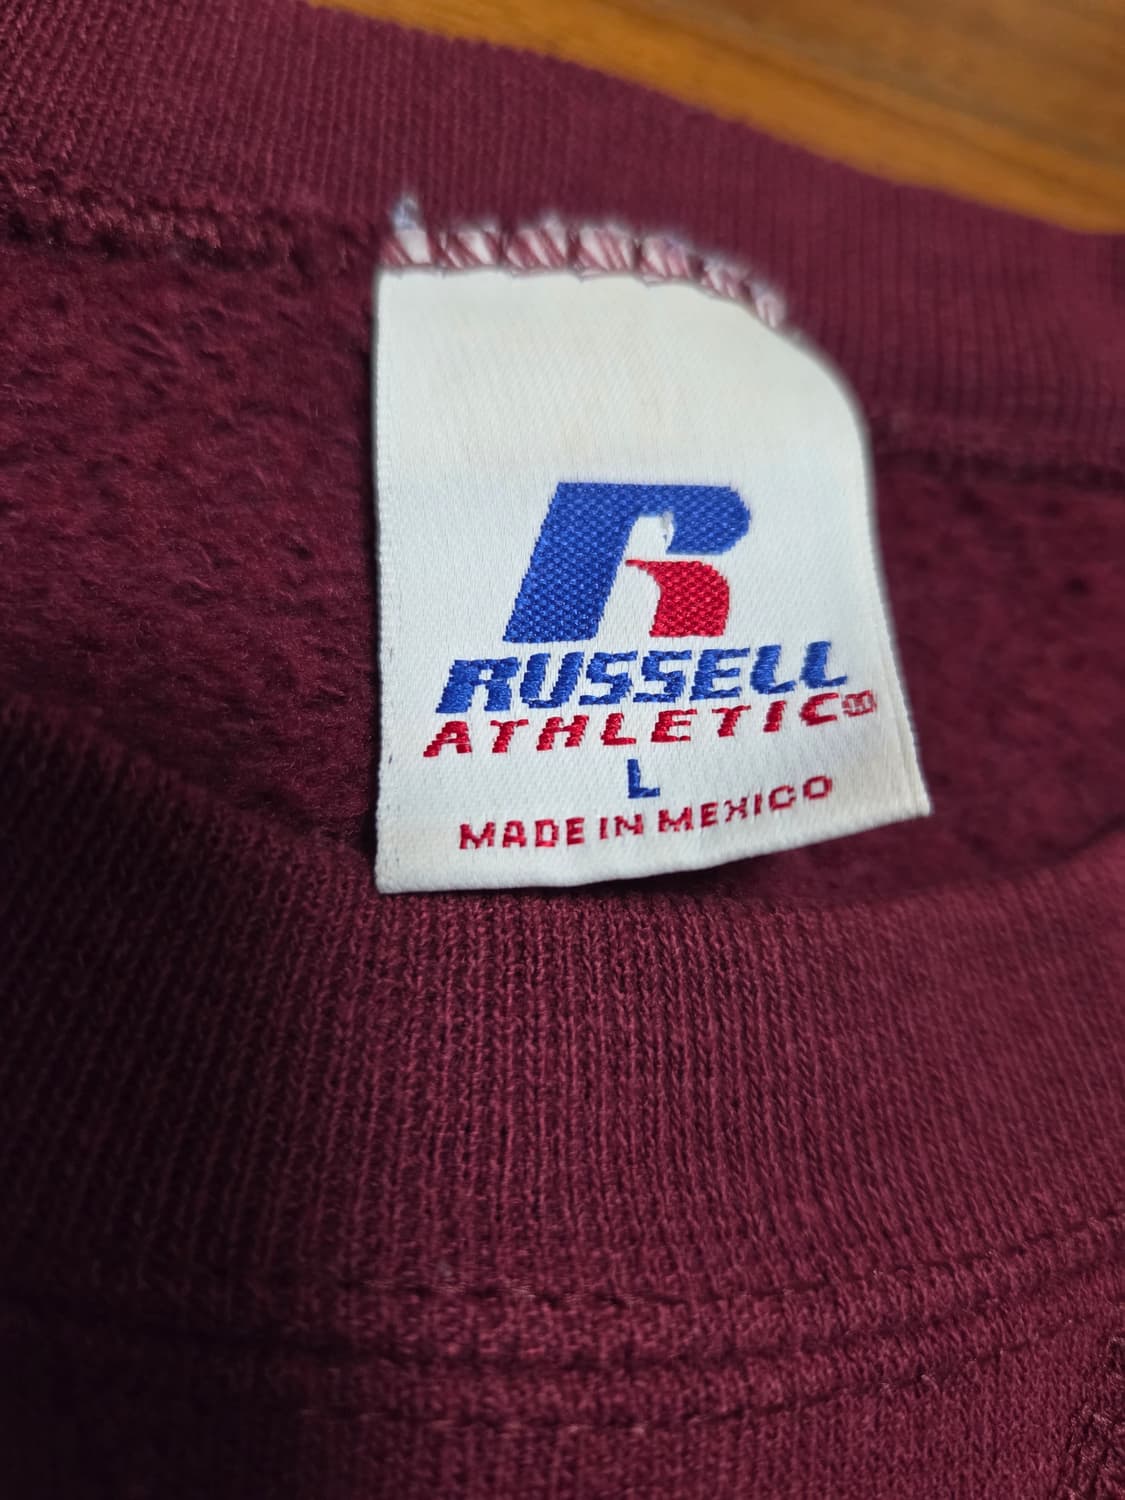 R
RUSSELL
ATHLETIC®
L
MADE IN MEXICO